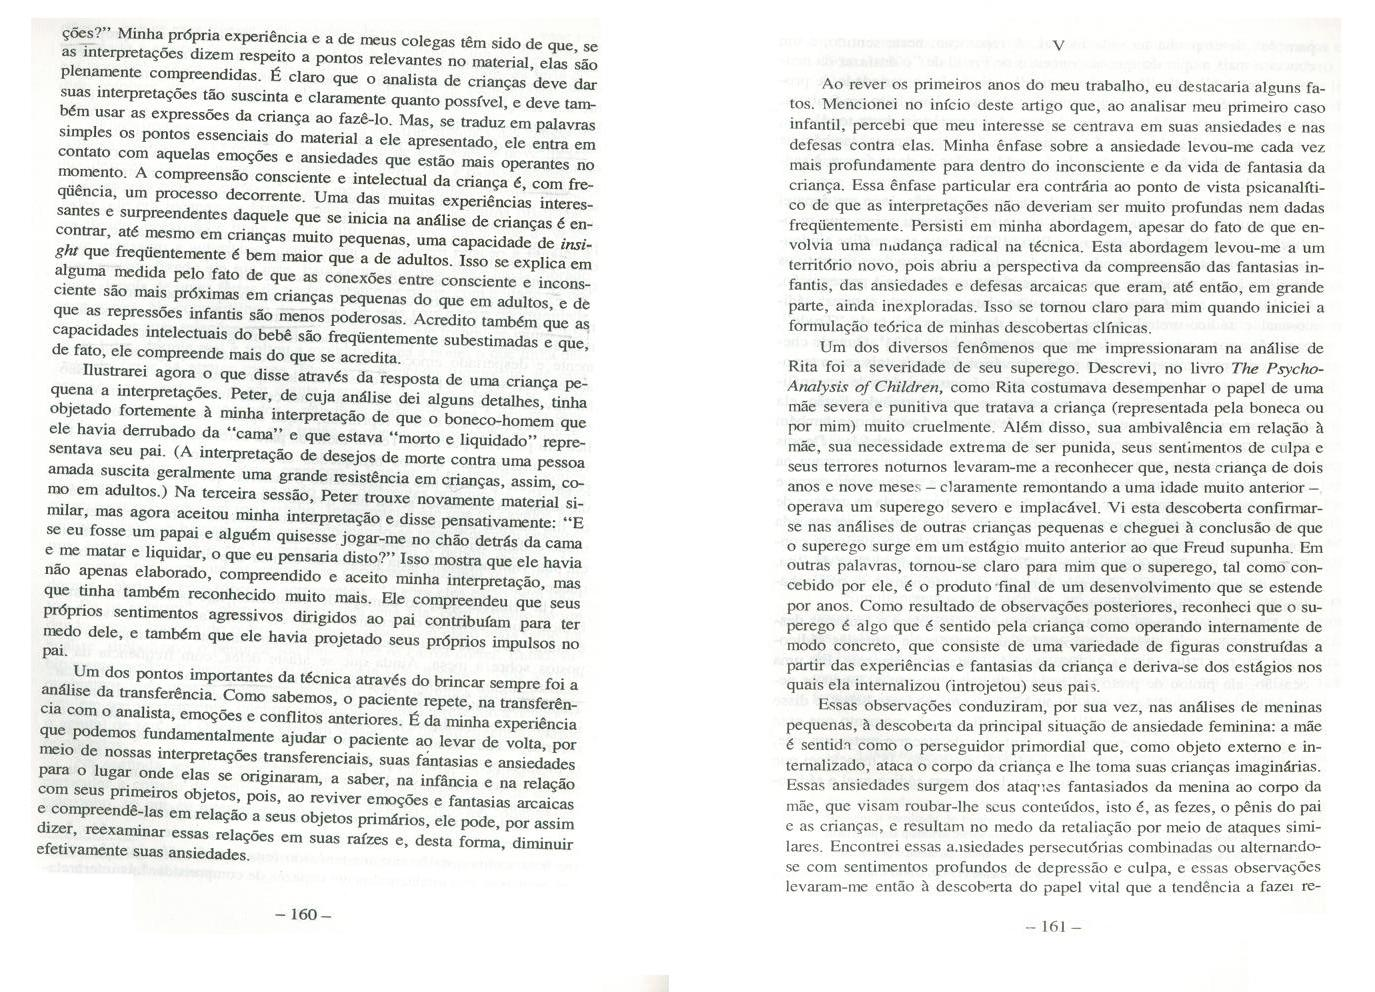 ções?” Minha própria experiência e a de meus colegas têm sido de que, se
as interpretações dizem respeito a pontos relevantes no material, elas são
plenamente compreendidas. É claro que o analista de crianças deve dar
suas interpretações tão suscinta e claramente quanto possível, e deve tam-
bém usar as expressões da criança ao fazê-lo. Mas, se traduz em palavras
simples os pontos essenciais do material a ele apresentado, ele entra em
contato com aquelas emoções e ansiedades que estão mais operantes no
momento. A compreensão consciente e intelectual da criança é, com fre-
qüência, um processo decorrente. Uma das muitas experiências interes-
santes e surpreendentes daquele que se inicia na análise de crianças é en-
contrar, até mesmo em crianças muito pequenas, uma capacidade de insi-
ght que freqüentemente é bem maior que a de adultos. Isso se explica em
alguma medida pelo fato de que as conexões entre consciente e incons-
ciente são mais próximas em crianças pequenas do que em adultos, e de
que as repressões infantis são menos poderosas. Acredito também que as
capacidades intelectuais do bebê são freqüentemente subestimadas e que,
de fato, ele compreende mais do que se acredita.
Ilustrarei agora o que disse através da resposta de uma criança pe-
quena a interpretações. Peter, de cuja análise dei alguns detalhes, tinha
objetado fortemente à minha interpretação de que o boneco-homem que
ele havia derrubado da “cama” e que estava “morto e liquidado” repre-
sentava seu pai. (A interpretação de desejos de morte contra uma pessoa
amada suscita geralmente uma grande resistência em crianças, assim, co-
mo em adultos.) Na terceira sessão, Peter trouxe novamente material si-
milar, mas agora aceitou minha interpretação e disse pensativamente: “E
se eu fosse um papai e alguém quisesse jogar-me no chão detrás da cama
e me matar e liquidar, o que eu pensaria disto?” Isso mostra que ele havia
não apenas elaborado, compreendido e aceito minha interpretação, mas
que tinha também reconhecido muito mais. Ele compreendeu que seus
próprios sentimentos agressivos dirigidos ao pai contribuíam para ter
medo dele, e também que ele havia projetado seus próprios impulsos no
pai.
Um dos pontos importantes da técnica através do brincar sempre foi a
análise da transferência. Como sabemos, o paciente repete, na transferên-
cia com o analista, emoções e conflitos anteriores. É da minha experiência
que podemos fundamentalmente ajudar o paciente ao levar de volta, por
meio de nossas interpretações transferenciais, suas fantasias e ansiedades
para o lugar onde elas se originaram, a saber, na infância e na relação
com seus primeiros objetos, pois, ao reviver emoções e fantasias arcaicas
e compreendê-las em relação a seus objetos primários, ele pode, por assim
dizer, reexaminar essas relações em suas raízes e, desta forma, diminuir
efetivamente suas ansiedades.
– 160 –
V
Ao rever os primeiros anos do meu trabalho, eu destacaria alguns fa-
tos. Mencionei no início deste artigo que, ao analisar meu primeiro caso
infantil, percebi que meu interesse se centrava em suas ansiedades e nas
defesas contra elas. Minha ênfase sobre a ansiedade levou-me cada vez
mais profundamente para dentro do inconsciente e da vida de fantasia da
criança. Essa ênfase particular era contrária ao ponto de vista psicanalíti-
co de que as interpretações não deveriam ser muito profundas nem dadas
freqüentemente. Persisti em minha abordagem, apesar do fato de que en-
volvia uma mudança radical na técnica. Esta abordagem levou-me a um
território novo, pois abriu a perspectiva da compreensão das fantasias in-
fantis, das ansiedades e defesas arcaicas que eram, até então, em grande
parte, ainda inexploradas. Isso se tornou claro para mim quando iniciei a
formulação teórica de minhas descobertas clínicas.
Um dos diversos fenômenos que me impressionaram na análise de
Rita foi a severidade de seu superego. Descrevi, no livro The Psycho-
Analysis of Children, como Rita costumava desempenhar o papel de uma
mãe severa e punitiva que tratava a criança (representada pela boneca ou
por mim) muito cruelmente. Além disso, sua ambivalência em relação à
mãe, sua necessidade extrema de ser punida, seus sentimentos de culpa e
seus terrores noturnos levaram-me a reconhecer que, nesta criança de dois
anos e nove meses – claramente remontando a uma idade muito anterior –,
operava um superego severo e implacável. Vi esta descoberta confirmar-
se nas análises de outras crianças pequenas e cheguei à conclusão de que
o superego surge em um estágio muito anterior ao que Freud supunha. Em
outras palavras, tornou-se claro para mim que o superego, tal como con-
cebido por ele, é o produto final de um desenvolvimento que se estende
por anos. Como resultado de observações posteriores, reconheci que o su-
perego é algo que é sentido pela criança como operando internamente de
modo concreto, que consiste de uma variedade de figuras construídas a
partir das experiências e fantasias da criança e deriva-se dos estágios nos
quais ela internalizou (introjetou) seus pais.
Essas observações conduziram, por sua vez, nas análises de meninas
pequenas, à descoberta da principal situação de ansiedade feminina: a mãe
é sentida como o perseguidor primordial que, como objeto externo e in-
ternalizado, ataca o corpo da criança e lhe toma suas crianças imaginárias.
Essas ansiedades surgem dos ataques fantasiados da menina ao corpo da
mãe, que visam roubar-lhe seus conteúdos, isto é, as fezes, o pênis do pai
e as crianças, e resultam no medo da retaliação por meio de ataques simi-
lares. Encontrei essas ansiedades persecutórias combinadas ou alternando-
se com sentimentos profundos de depressão e culpa, e essas observações
levaram-me então à descoberta do papel vital que a tendência a fazer re-
– 161 –